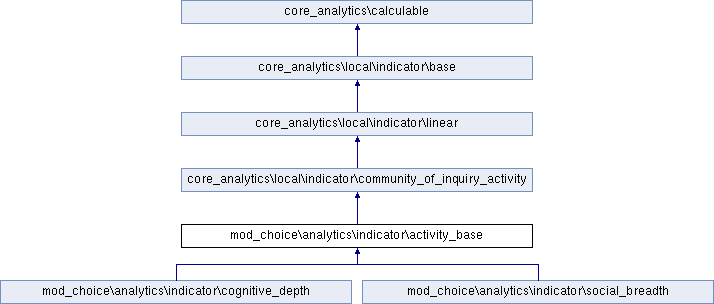 core_analytics\calculable
core_analytics\local\indicator\base
core_analytics\local\indicator\linear
core_analytics\local\indicator\community_of_inquiry_activity
mod_choice\analytics\indicator\activity_base
mod_choice\analytics\indicator\cognitive_depth
mod_choice\analytics\indicator\social_breadth